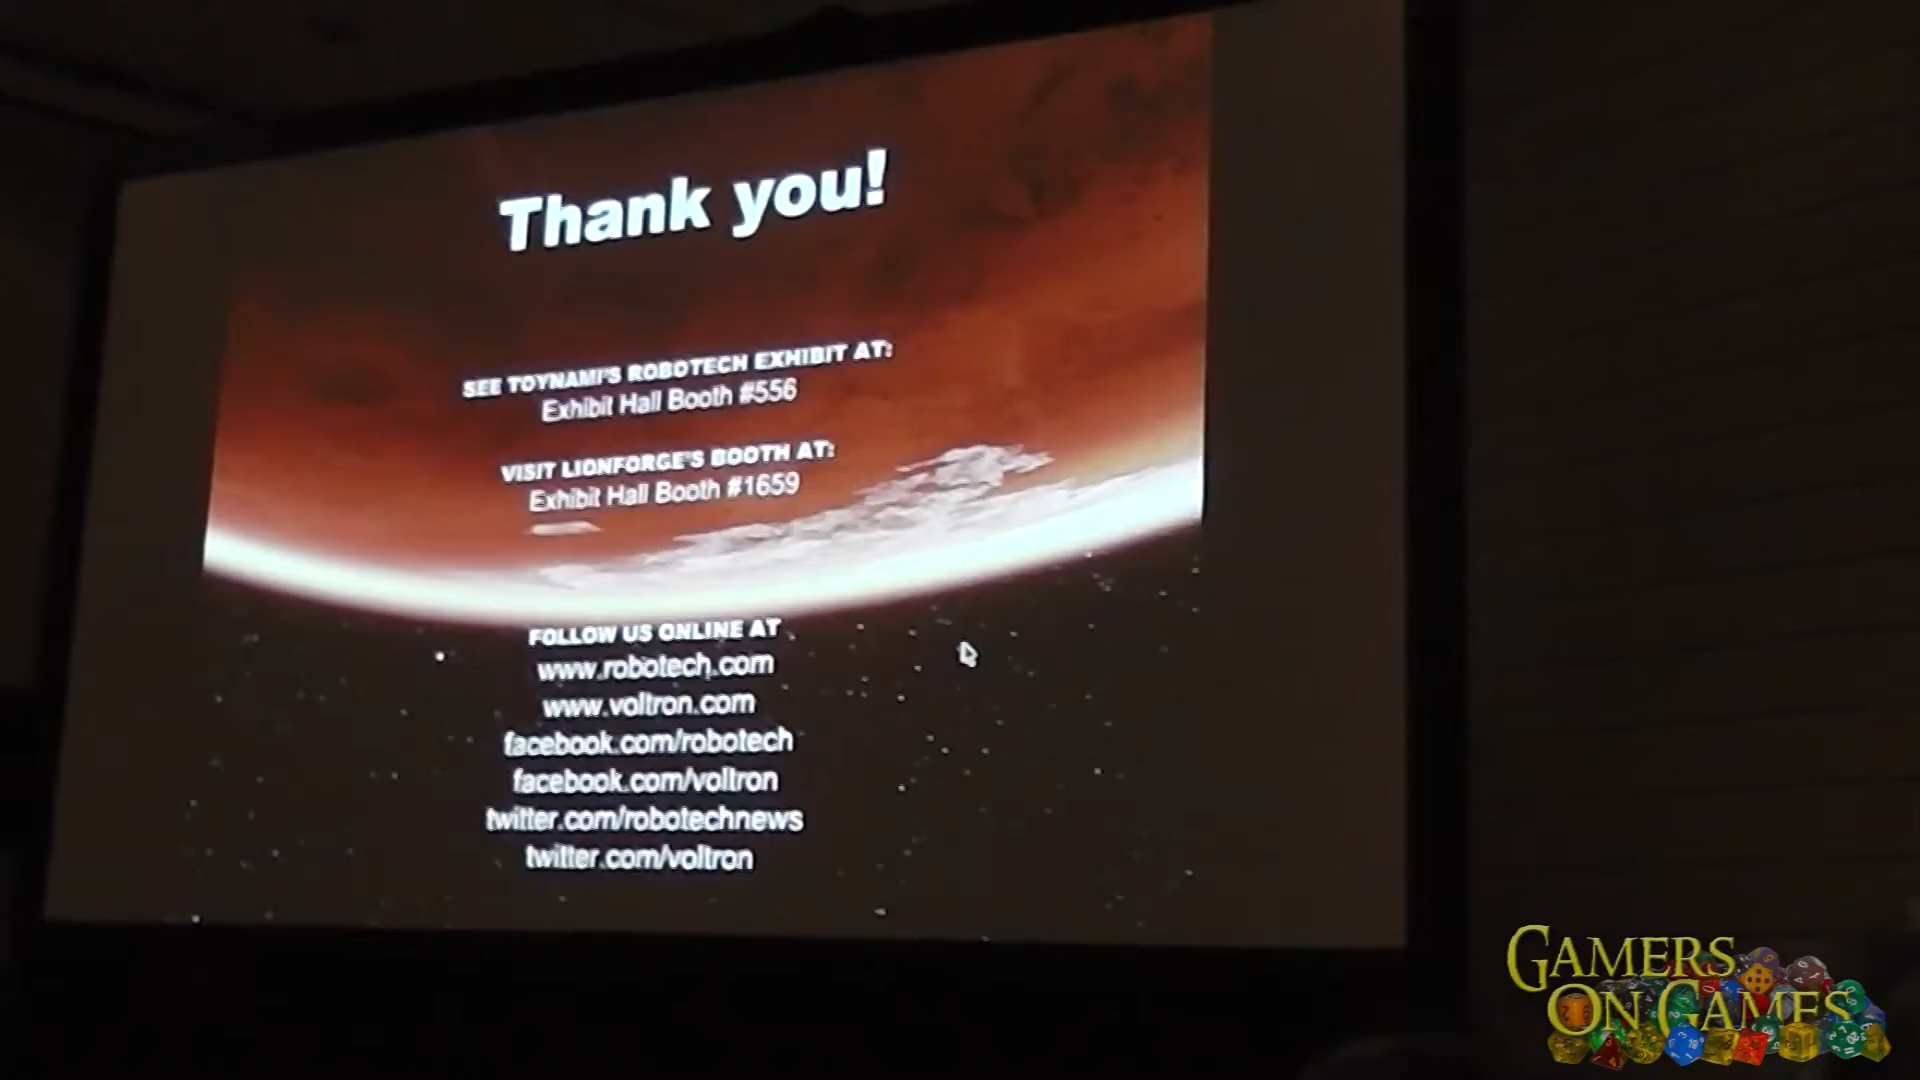 Thank you!
SEE TOYNAMI'S ROBOTECH EXHIBIT AT:
Exhibit Hall Booth #556
VISIT LIONFORGE'S BOOTH AT:
Exhibit Hall Booth #1659
FOLLOW US ONLINE AT
www.robotech.com
www.voltron.com
facebook.com/robotech
facebook.com/voltron
twitter.com/robotechnews
twitter.com/voltron
GAMERS
ON GAMES